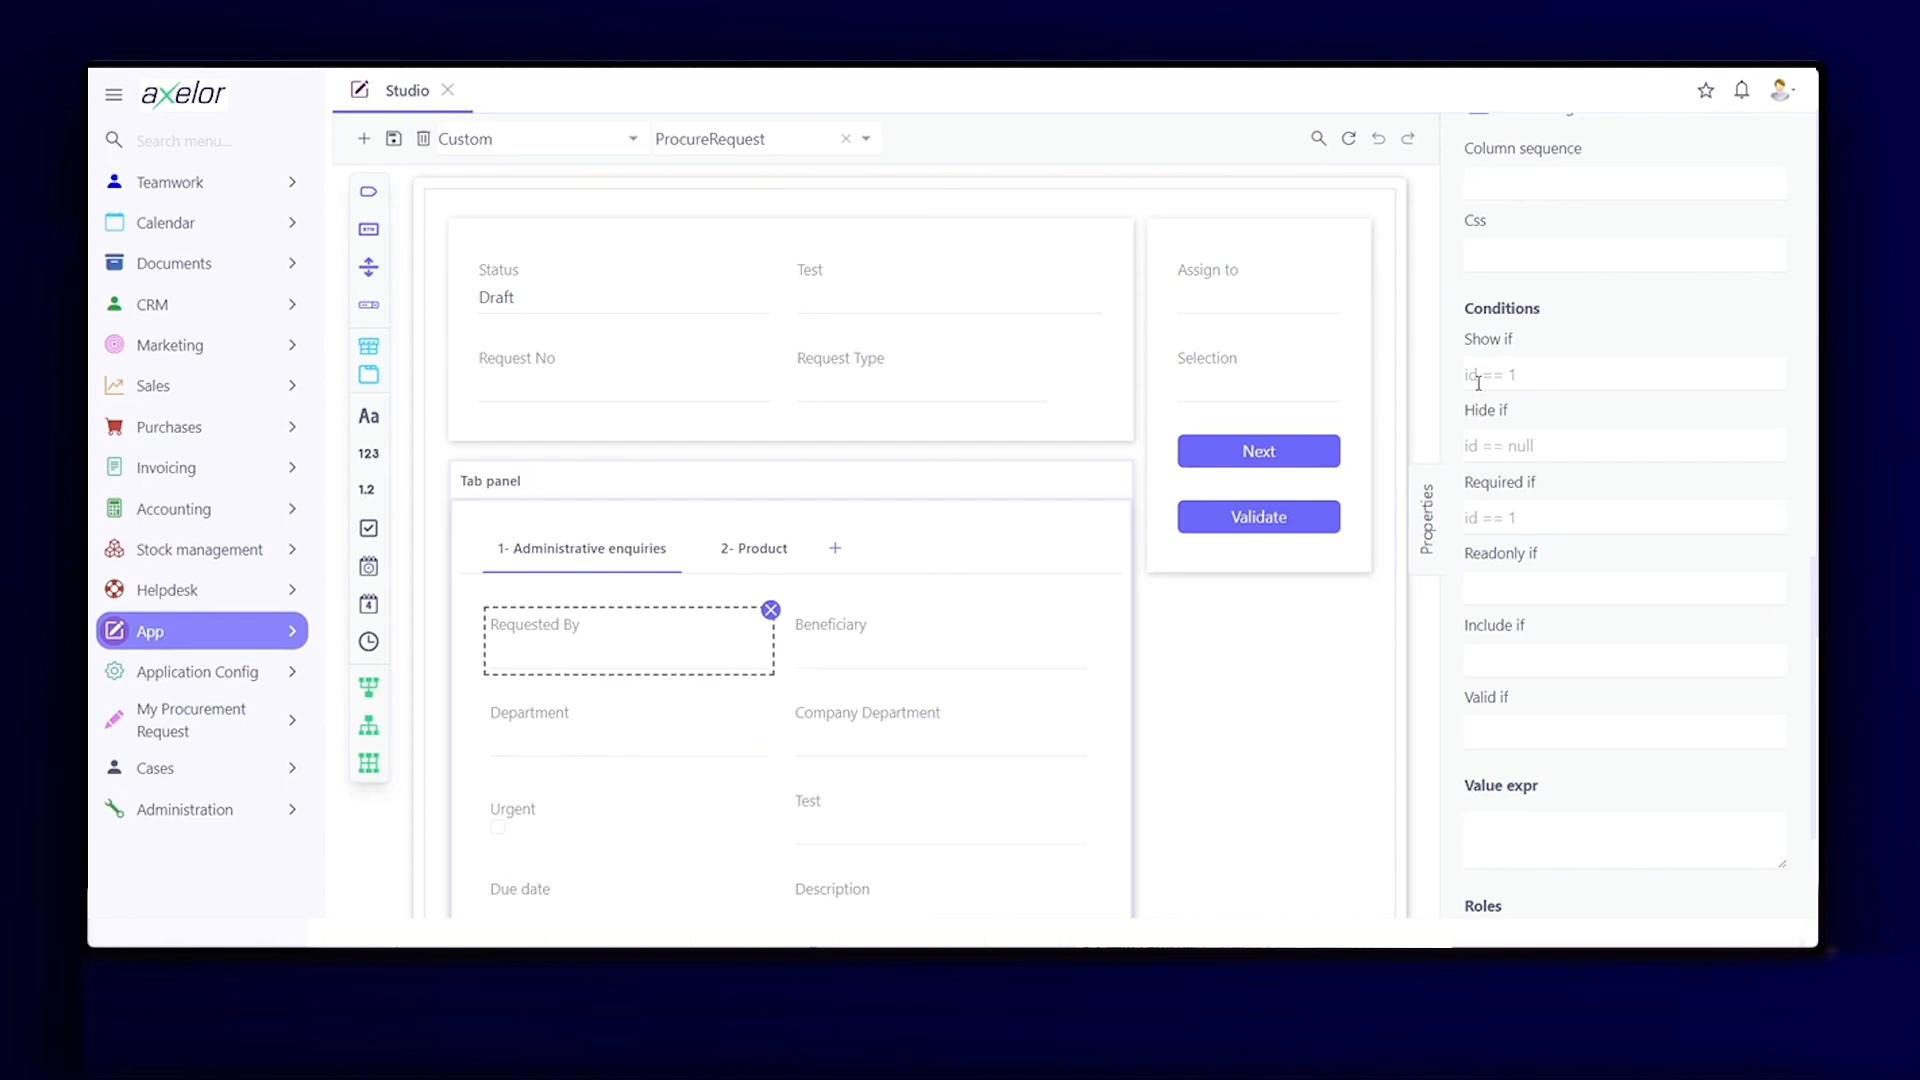 axelor
Search menu...
Teamwork
Calendar
Documents
CRM
Marketing
Sales
Purchases
Invoicing
Accounting
Stock management
Helpdesk
App
Application Config
My Procurement
Request
Cases
Administration
Studio
Custom
ProcureRequest
BTN
Aa
123
1.2
4
Status
Draft
Test
Request No
Request Type
Assign to
Selection
Next
Validate
Tab panel
1- Administrative enquiries
2- Product
Requested By
Beneficiary
Department
Company Department
Urgent
Test
Due date
Description
Properties
Column sequence
Css
Conditions
Show if
id == 1
Hide if
id == null
Required if
id == 1
Readonly if
Include if
Valid if
Value expr
Roles